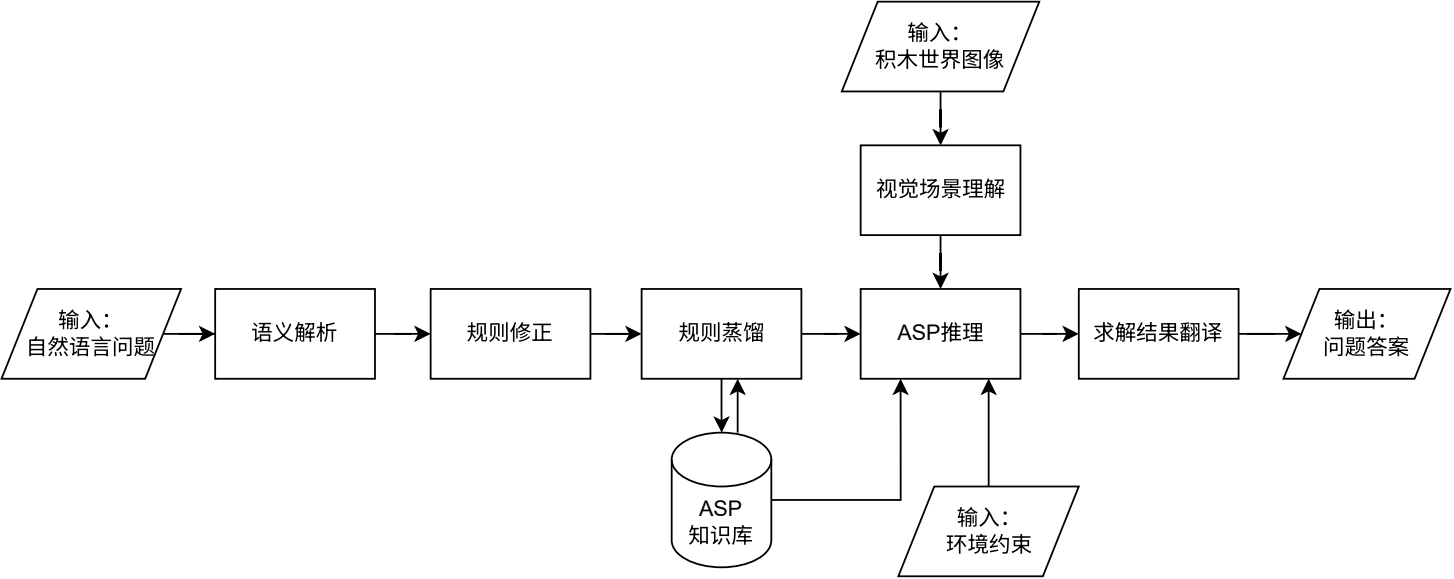 输入：
积木世界图像
视觉场景理解
输入：
自然语言问题
语义解析
规则修正
规则蒸馏
ASP推理
求解结果翻译
输出：
问题答案
ASP
知识库
输入：
环境约束